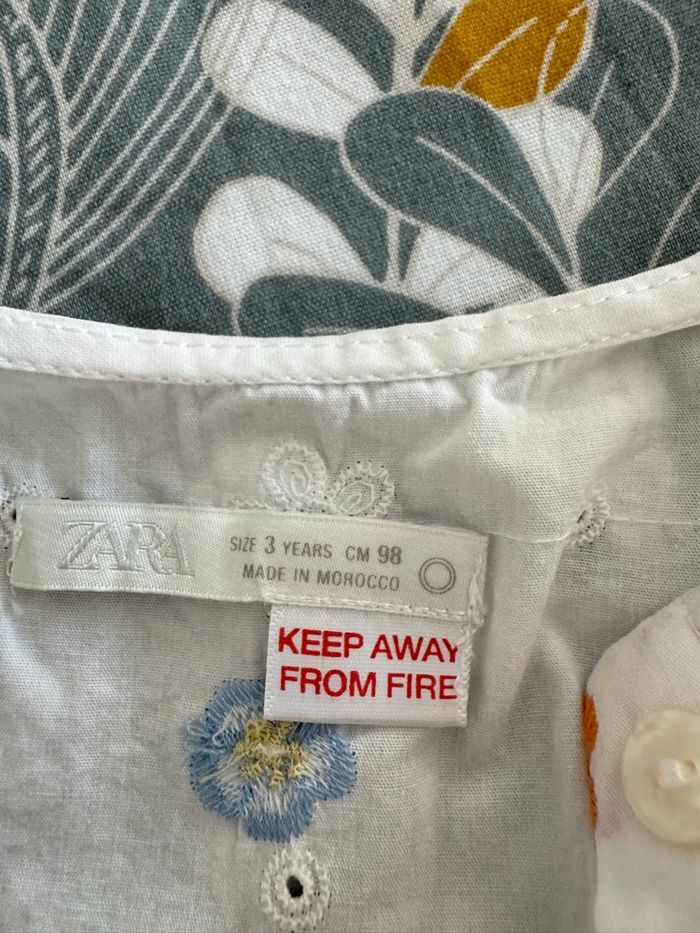 ZARA
SIZE 3 YEARS CM 98
MADE IN MOROCCO
KEEP AWAY
FROM FIRE